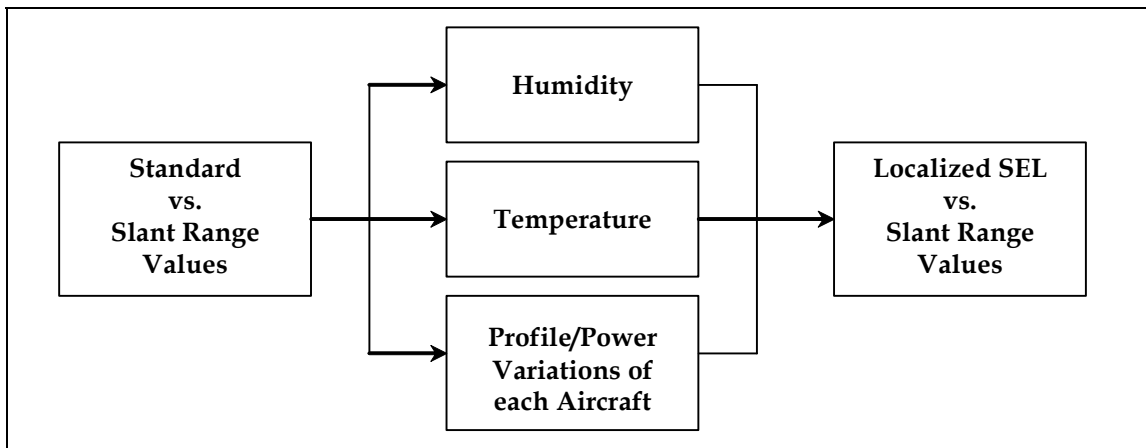 Standard
vs.
Slant Range
Values
Humidity
Temperature
Profile/Power
Variations of
each Aircraft
Localized SEL
vs.
Slant Range
Values